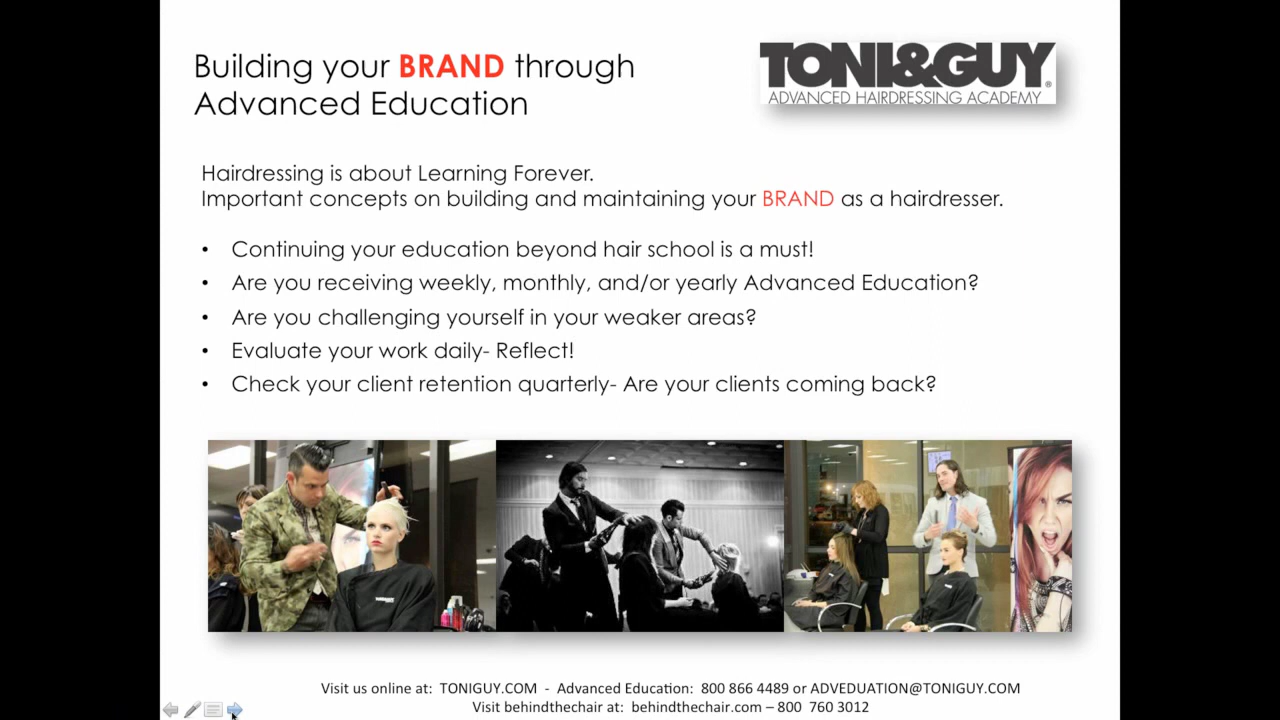 Building your BRAND through
Advanced Education
TONI&GUY®
ADVANCED HAIRDRESSING ACADEMY
Hairdressing is about Learning Forever.
Important concepts on building and maintaining your BRAND as a hairdresser.
• Continuing your education beyond hair school is a must!
• Are you receiving weekly, monthly, and/or yearly Advanced Education?
• Are you challenging yourself in your weaker areas?
• Evaluate your work daily- Reflect!
• Check your client retention quarterly- Are your clients coming back?
Visit us online at: TONIGUY.COM - Advanced Education: 800 866 4489 or ADVEDUATION@TONIGUY.COM
Visit behindthechair at: behindthechair.com – 800 760 3012